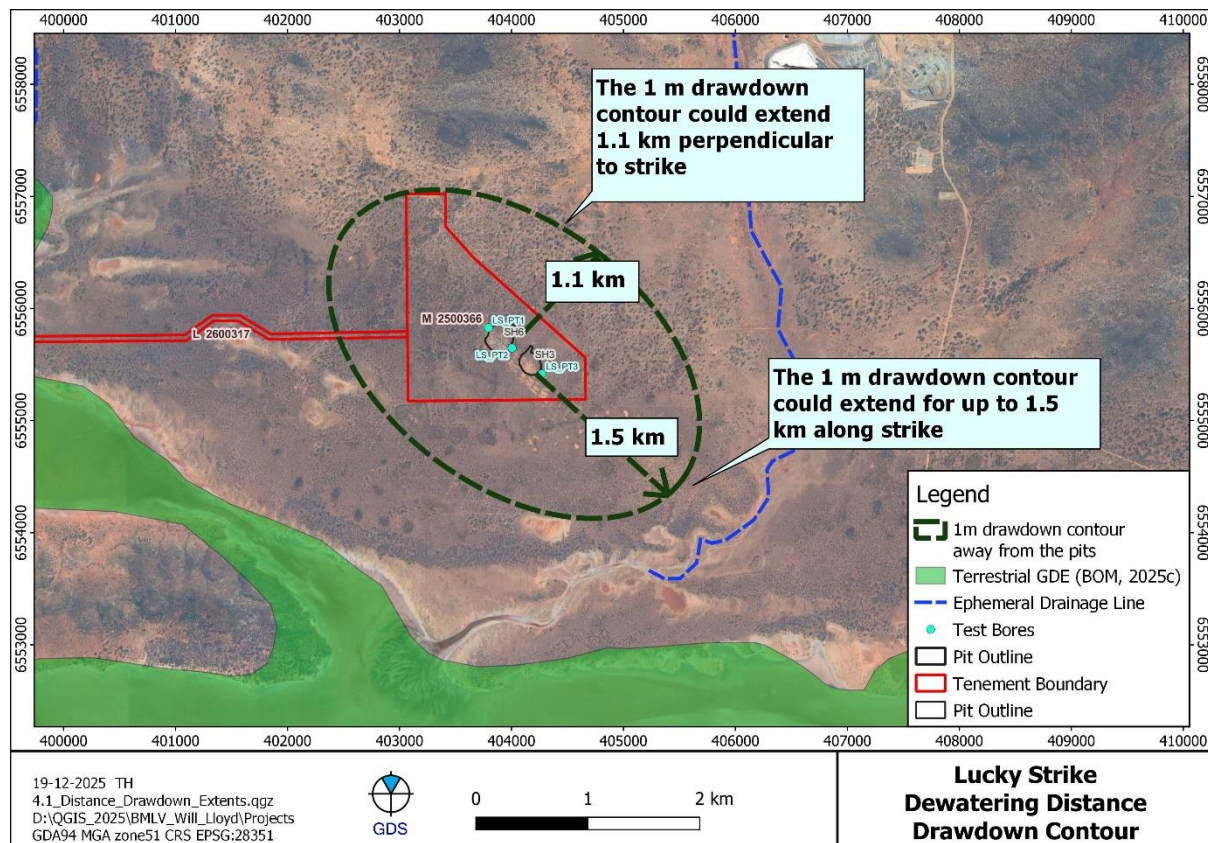 400000 401000 402000 403000 404000 405000 406000 407000 408000 409000 410000
6558000
6557000
6556000
6555000
6554000
6553000
6558000
6557000
6556000
6555000
6554000
6553000
The 1 m drawdown
contour could extend
1.1 km perpendicular
to strike
1.1 km
M 2500366
L 2600317
LS_PT1
SH6
LS_PT2
SH3
LS_PT3
1.5 km
The 1 m drawdown contour
could extend for up to 1.5
km along strike
Legend
1m drawdown contour
away from the pits
Terrestrial GDE (BOM, 2025c)
Ephemeral Drainage Line
Test Bores
Pit Outline
Tenement Boundary
Pit Outline
400000 401000 402000 403000 404000 405000 406000 407000 408000 409000 410000
19-12-2025 TH
4.1_Distance_Drawdown_Extents.qgz
D:\QGIS_2025\BMLV_Will_Lloyd\Projects
GDA94 MGA zone51 CRS EPSG:28351
GDS
0 1 2 km
Lucky Strike
Dewatering Distance
Drawdown Contour